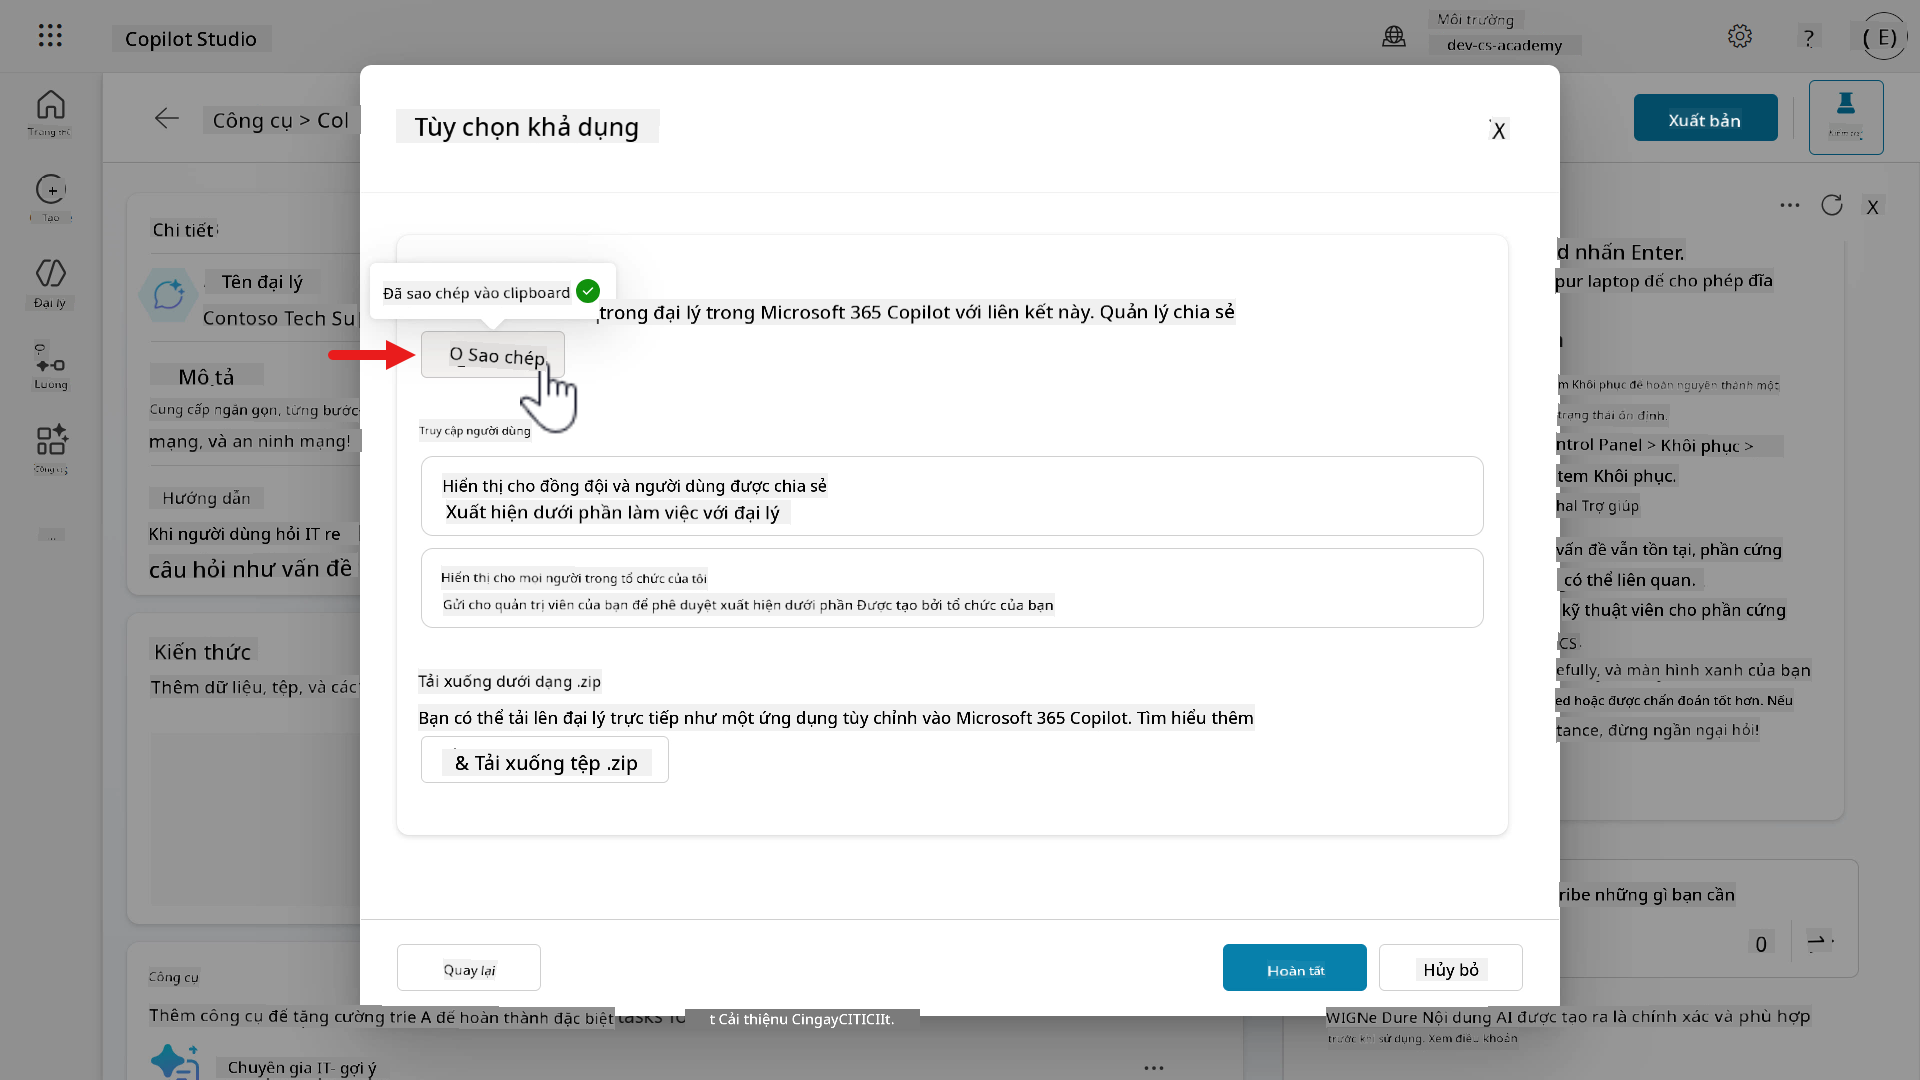 Copilot Studio
Môi trường
dev-cs-academy
?
( E)
Công cụ > Col
Xuất bản
Tạo
Đại lý
Luong
Chi tiết
Tên đại lý
Contoso Tech Su
Mô tả
Cung cấp ngắn gọn, từng bước
mạng, và an ninh mạng!
Hướng dẫn
Khi người dùng hỏi IT re
câu hỏi như vấn đề
Kiến thức
Thêm dữ liệu, tệp, và các
Công cụ
Thêm công cụ để tăng cường trie A để hoàn thành đặc biệt tasks fo
Chuyên gia IT- gợi ý
Tùy chọn khả dụng
X
Đã sao chép vào clipboard
trong đại lý trong Microsoft 365 Copilot với liên kết này. Quản lý chia sẻ
O Sao chép
Truy cập người dùng
Hiển thị cho đồng đội và người dùng được chia sẻ
Xuất hiện dưới phần làm việc với đại lý
Hiển thị cho mọi người trong tổ chức của tôi
Gửi cho quản trị viên của bạn để phê duyệt xuất hiện dưới phần Được tạo bởi tổ chức của bạn
Tải xuống dưới dạng .zip
Bạn có thể tải lên đại lý trực tiếp như một ứng dụng tùy chỉnh vào Microsoft 365 Copilot. Tìm hiểu thêm
& Tải xuống tệp .zip
Quay lại
Hoàn tất
Hủy bỏ
t Cải thiệnu CingayCITICIIt.
X
d nhấn Enter.
pur laptop để cho phép đĩa
m Khôi phục để hoàn nguyên thành một
trạng thái ổn định.
ntrol Panel > Khôi phục >
tem Khôi phục.
hal Trợ giúp
vấn đề vẫn tồn tại, phần cứng
có thể liên quan.
kỹ thuật viên cho phần cứng
CS
efully, và màn hình xanh của bạn
ed hoặc được chẩn đoán tốt hơn. Nếu
tance, đừng ngần ngại hỏi!
ribe những gì bạn cần
0
WIGNe Dure Nội dung AI được tạo ra là chính xác và phù hợp
trước khi sử dụng. Xem điều khoản